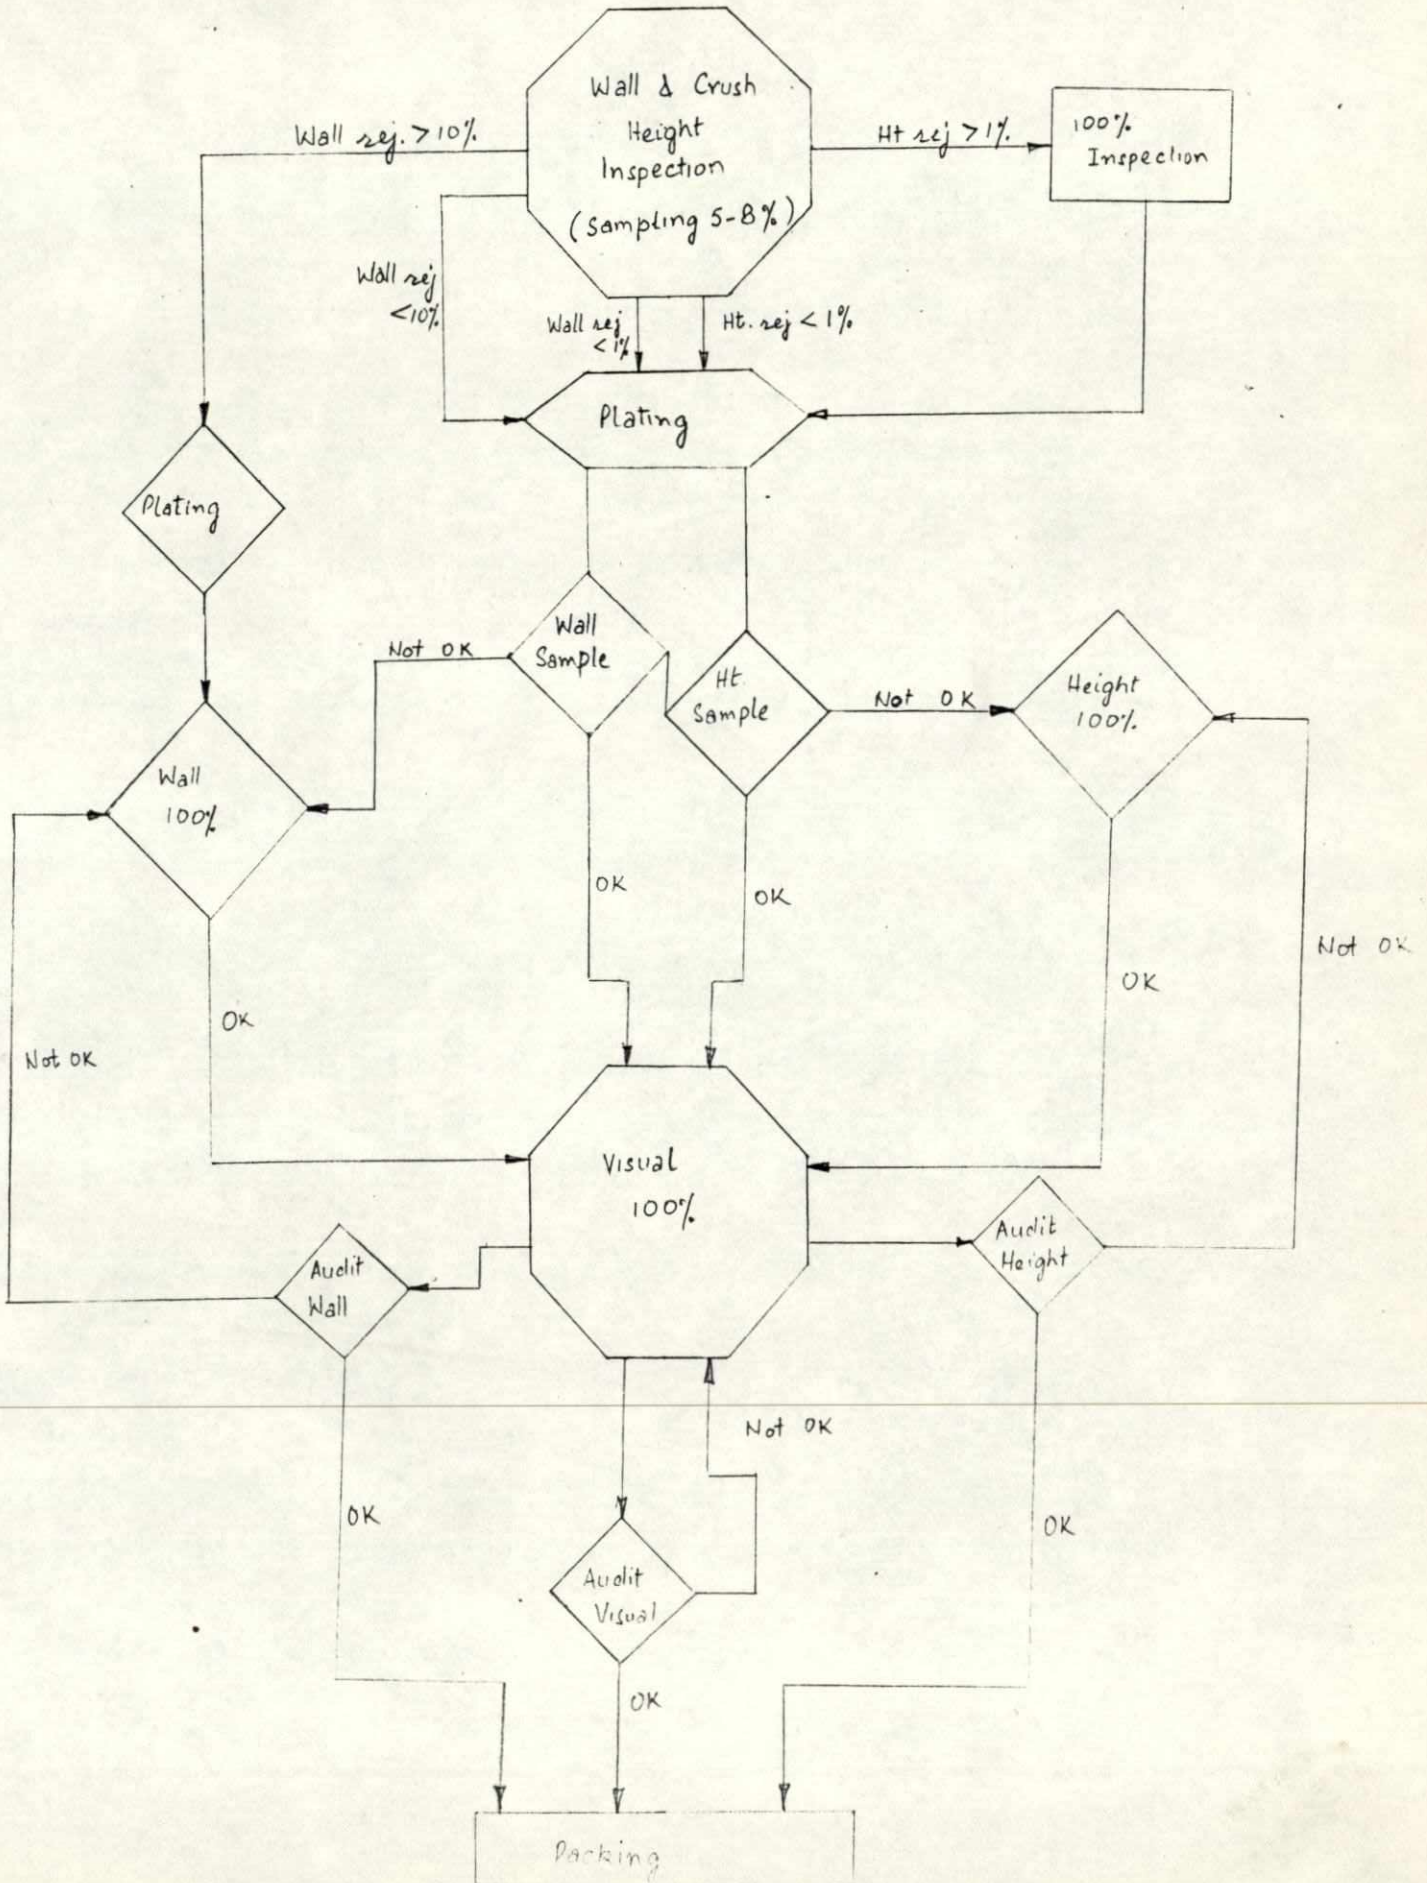 Wall & Crush
Height
Inspection
(Sampling 5-8%)
Wall rej. >10%
Ht rej >1%
100%
Inspection
Wall rej
<10%
Wall rej
<1%
Ht. rej <1%
Plating
Plating
Wall
Sample
Not OK
Ht.
Sample
Not OK
Height
100%
Wall
100%
OK
OK
Not OK
OK
OK
Not OK
Visual
100%
Audit
Height
Audit
Wall
Not OK
OK
OK
Audit
Visual
OK
Packing